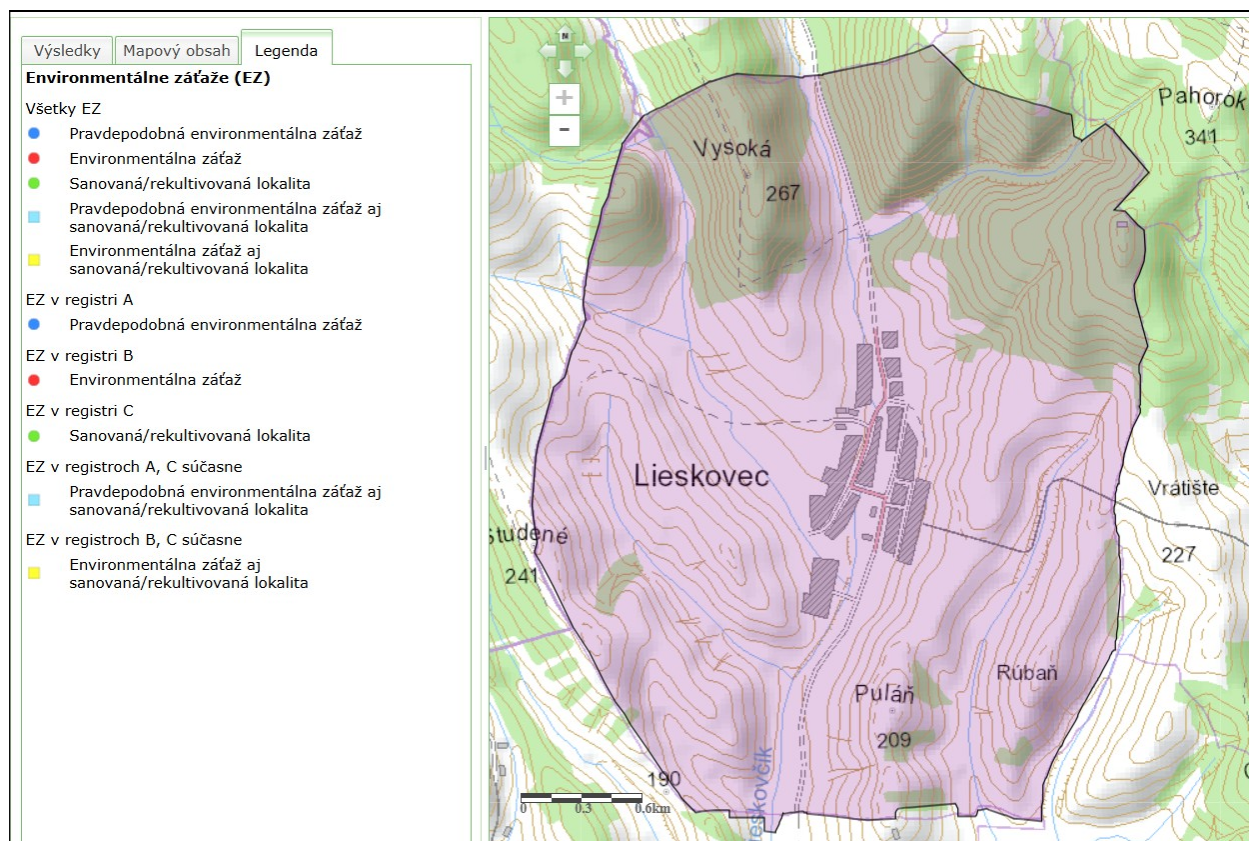 Výsledky
Mapový obsah
Legenda
Environmentálne záťaže (EZ)
Všetky EZ
Pravdepodobná environmentálna záťaž
Environmentálna záťaž
Sanovaná/rekultivovaná lokalita
Pravdepodobná environmentálna záťaž aj
sanovaná/rekultivovaná lokalita
Environmentálna záťaž aj
sanovaná/rekultivovaná lokalita
EZ v registri A
Pravdepodobná environmentálna záťaž
EZ v registri B
Environmentálna záťaž
EZ v registri C
Sanovaná/rekultivovaná lokalita
EZ v registroch A, C súčasne
Pravdepodobná environmentálna záťaž aj
sanovaná/rekultivovaná lokalita
EZ v registroch B, C súčasne
Environmentálna záťaž aj
sanovaná/rekultivovaná lokalita
N
+
-
Pahorok
341
Vysoká
267
Lieskovec
Vrátište
227
Studené
241
Rúbaň
Puláň
209
190
0 0.3 0.6km